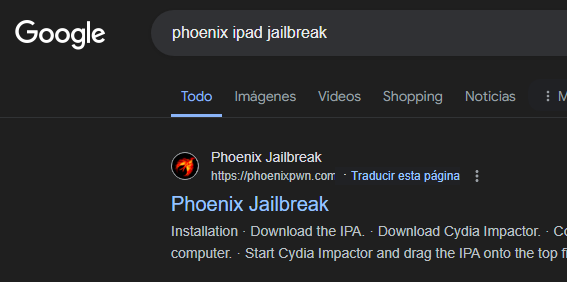 Google
phoenix ipad jailbreak
Todo Imágenes Videos Shopping Noticias
Phoenix Jailbreak
https://phoenixpwn.com · Traducir esta página
Phoenix Jailbreak
Installation · Download the IPA. · Download Cydia Impactor. ·
computer. · Start Cydia Impactor and drag the IPA onto the top